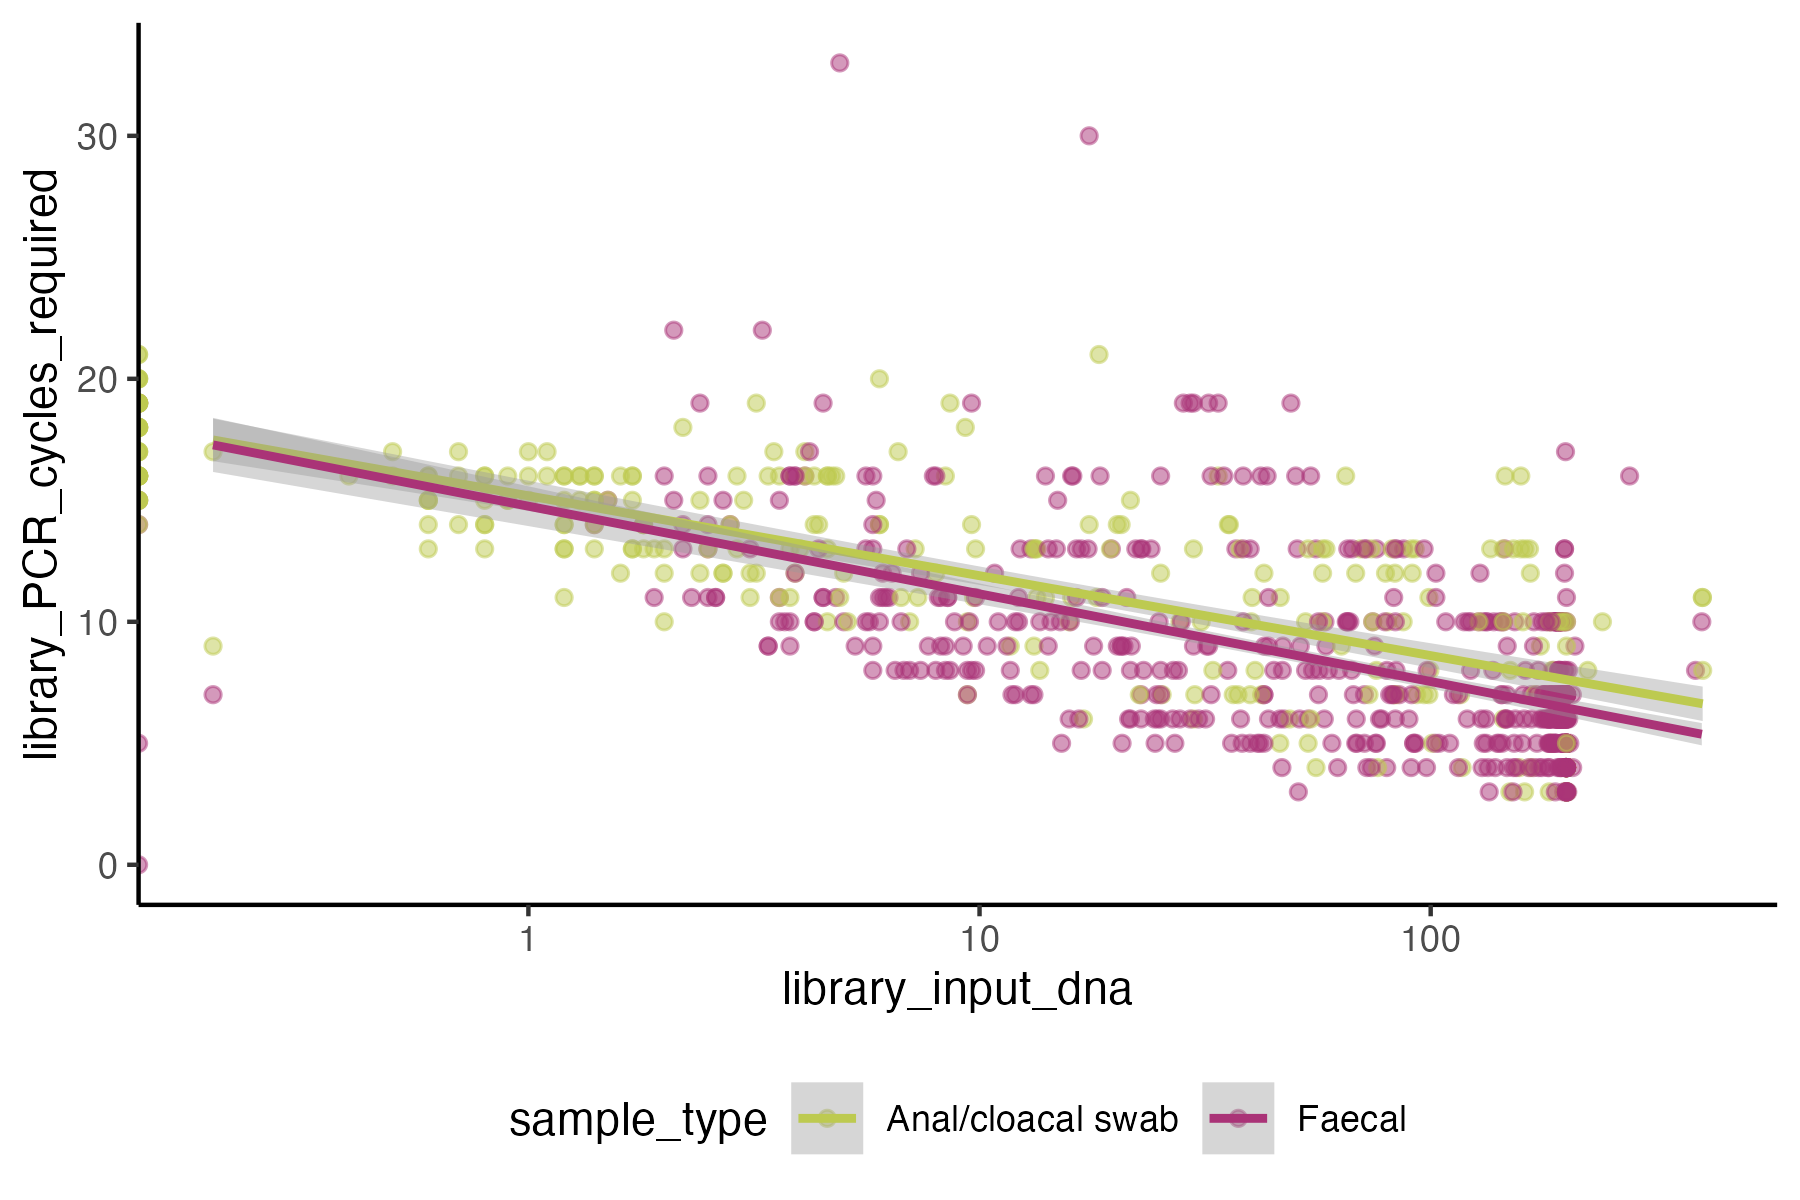 library_PCR_cycles_required
30
20
10
0
1 10 100
library_input_dna
sample_type Anal/cloacal swab Faecal